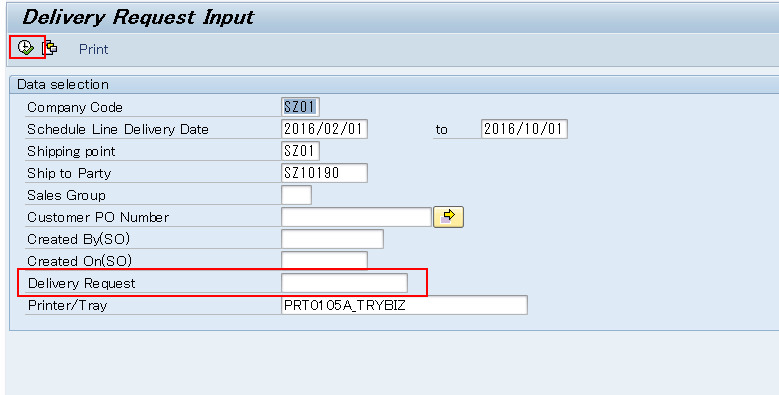 Delivery Request Input
Print
Data selection
Company Code SZ01
Schedule Line Delivery Date 2016/02/01 to 2016/10/01
Shipping point SZ01
Ship to Party SZ10190
Sales Group
Customer PO Number
Created By(SO)
Created On(SO)
Delivery Request
Printer/Tray PRT0105A_TRYBIZ